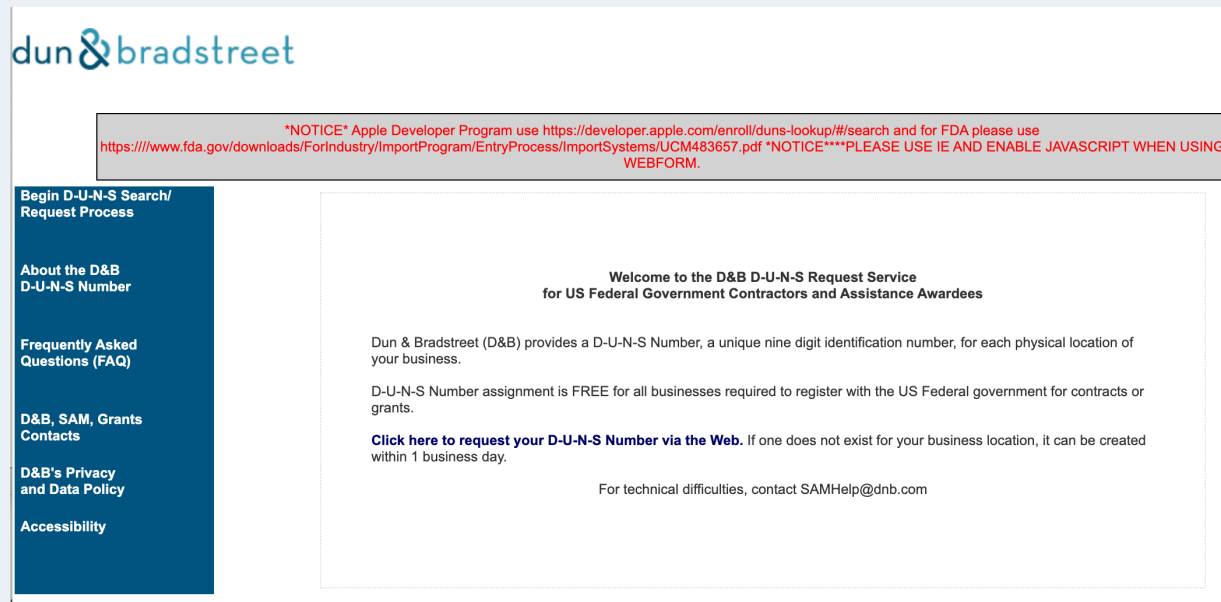 dun & bradstreet
*NOTICE* Apple Developer Program use https://developer.apple.com/enroll/duns-lookup/#/search and for FDA please use
https:////www.fda.gov/downloads/ForIndustry/ImportProgram/EntryProcess/ImportSystems/UCM483657.pdf *NOTICE****PLEASE USE IE AND ENABLE JAVASCRIPT WHEN USING
WEBFORM.
Begin D-U-N-S Search/
Request Process
About the D&B
D-U-N-S Number
Frequently Asked
Questions (FAQ)
D&B, SAM, Grants
Contacts
D&B's Privacy
and Data Policy
Accessibility
Welcome to the D&B D-U-N-S Request Service
for US Federal Government Contractors and Assistance Awardees
Dun & Bradstreet (D&B) provides a D-U-N-S Number, a unique nine digit identification number, for each physical location of
your business.
D-U-N-S Number assignment is FREE for all businesses required to register with the US Federal government for contracts or
grants.
Click here to request your D-U-N-S Number via the Web. If one does not exist for your business location, it can be created
within 1 business day.
For technical difficulties, contact SAMHelp@dnb.com